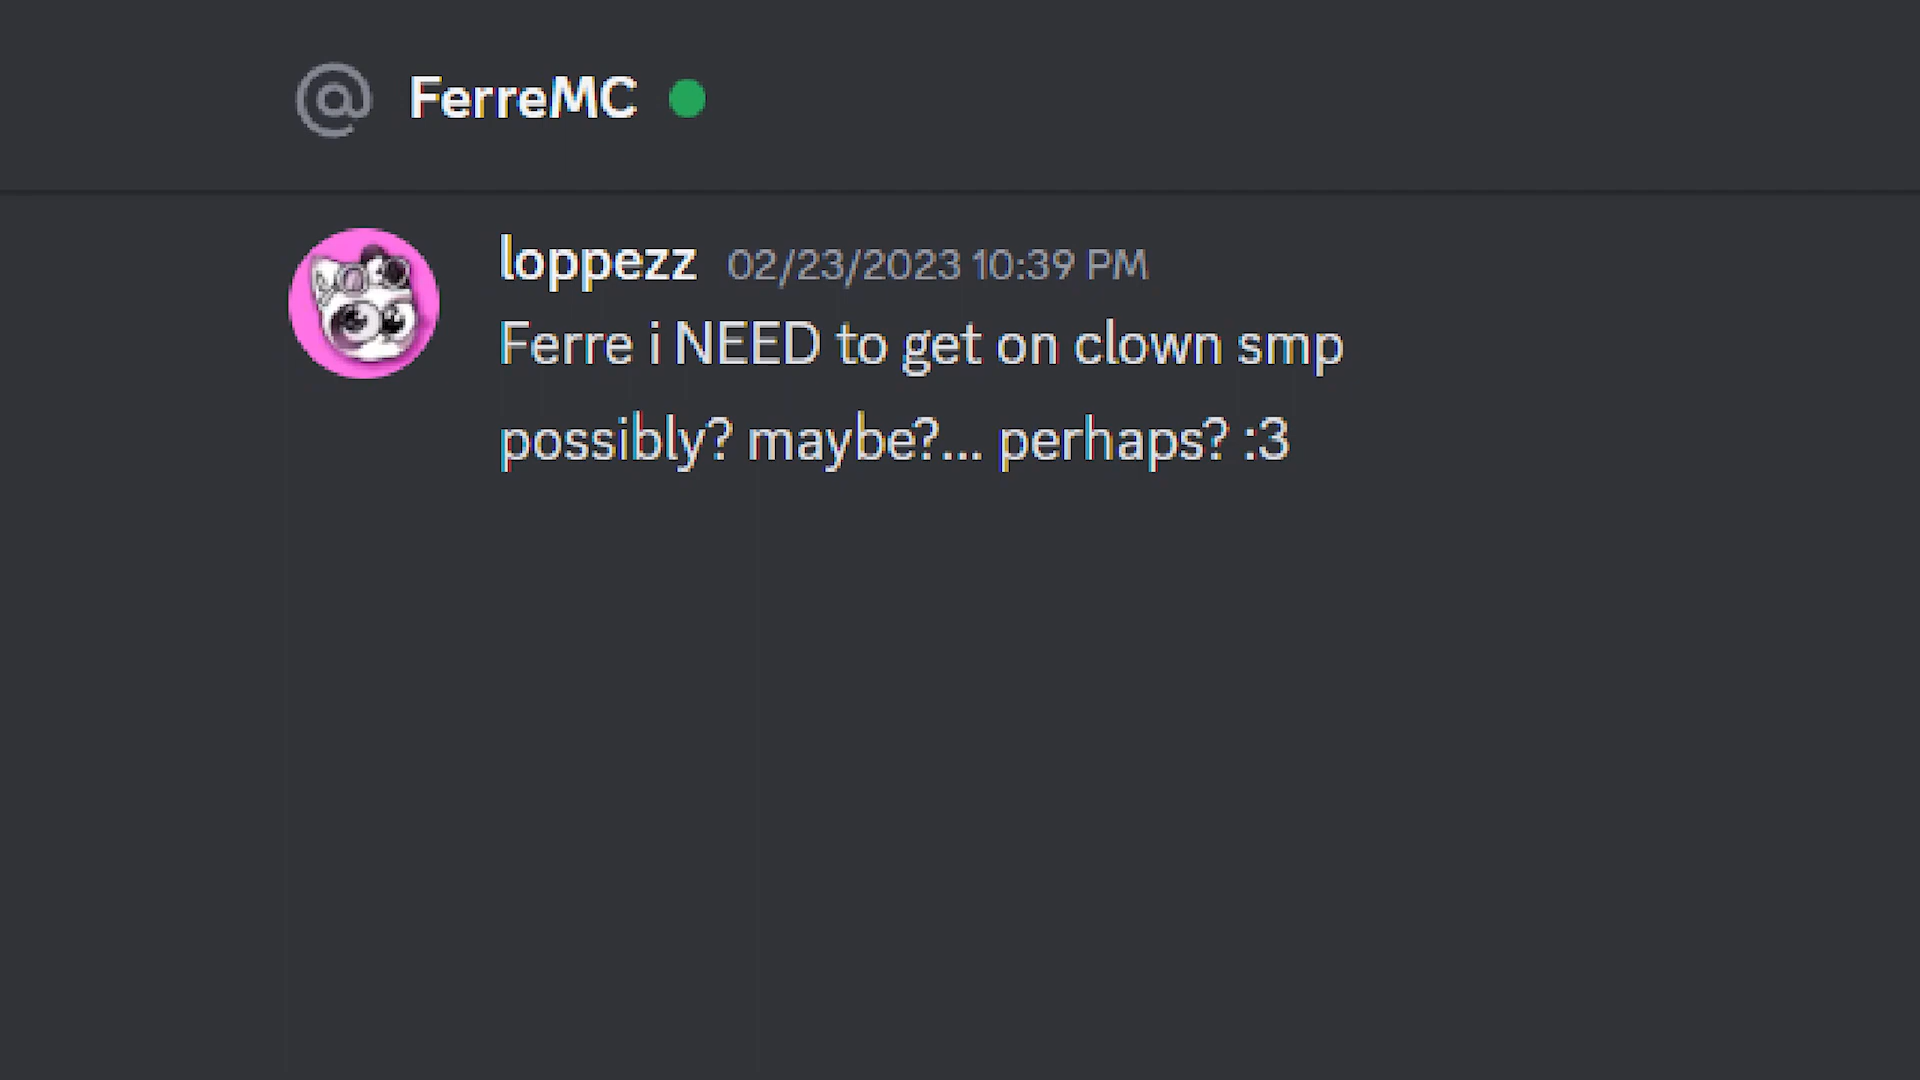 @ FerreMC
loppezz 02/23/2023 10:39 PM
Ferre i NEED to get on clown smp
possibly? maybe?... perhaps? :3